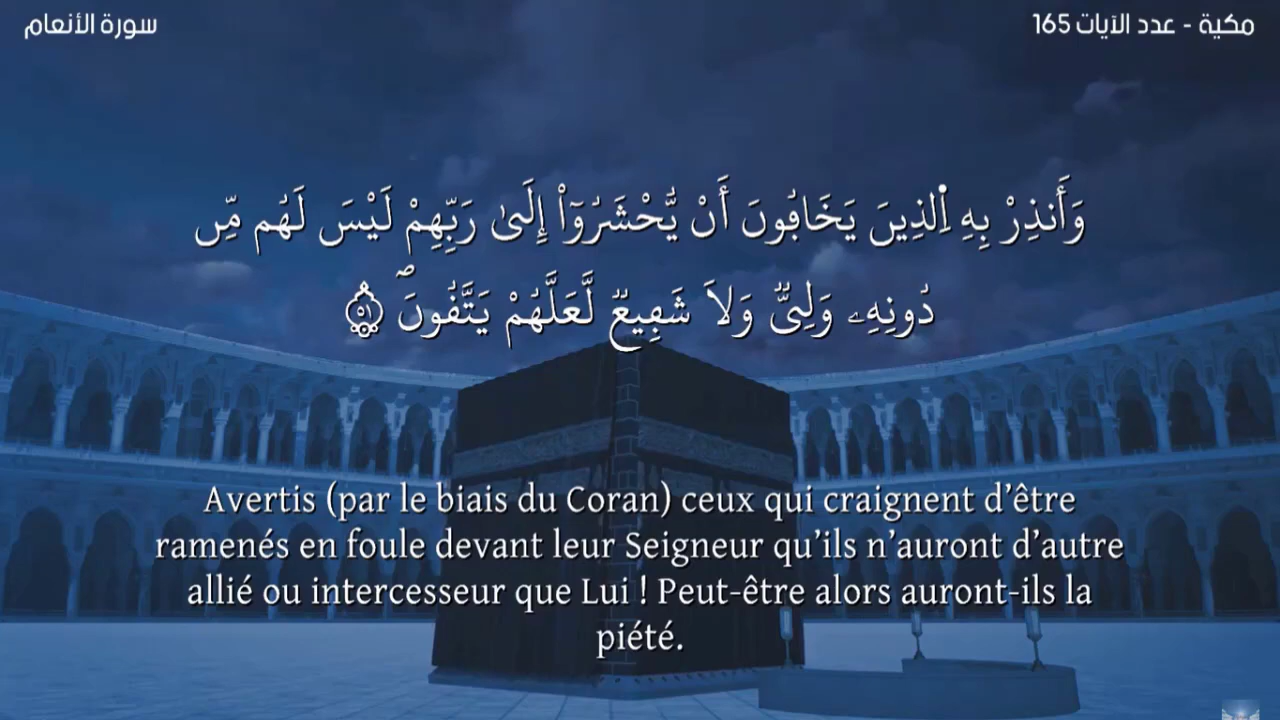 سورة الأنعام
مكية - عدد الآيات 165
وَأَنذِرْ بِهِ اِ۬لذِينَ يَخَافُونَ أَنْ يُّحْشَرُوٓاْ إِلَىٰ رَبِّهِمْ لَيْسَ لَهُم مِّن
دُونِهِۦ وَلِيّٞ وَلَا شَفِيعٞ لَّعَلَّهُمْ يَتَّقُونَۖ ٥١
Avertis (par le biais du Coran) ceux qui craignent d’être
ramenés en foule devant leur Seigneur qu’ils n’auront d’autre
allié ou intercesseur que Lui ! Peut-être alors auront-ils la
piété.